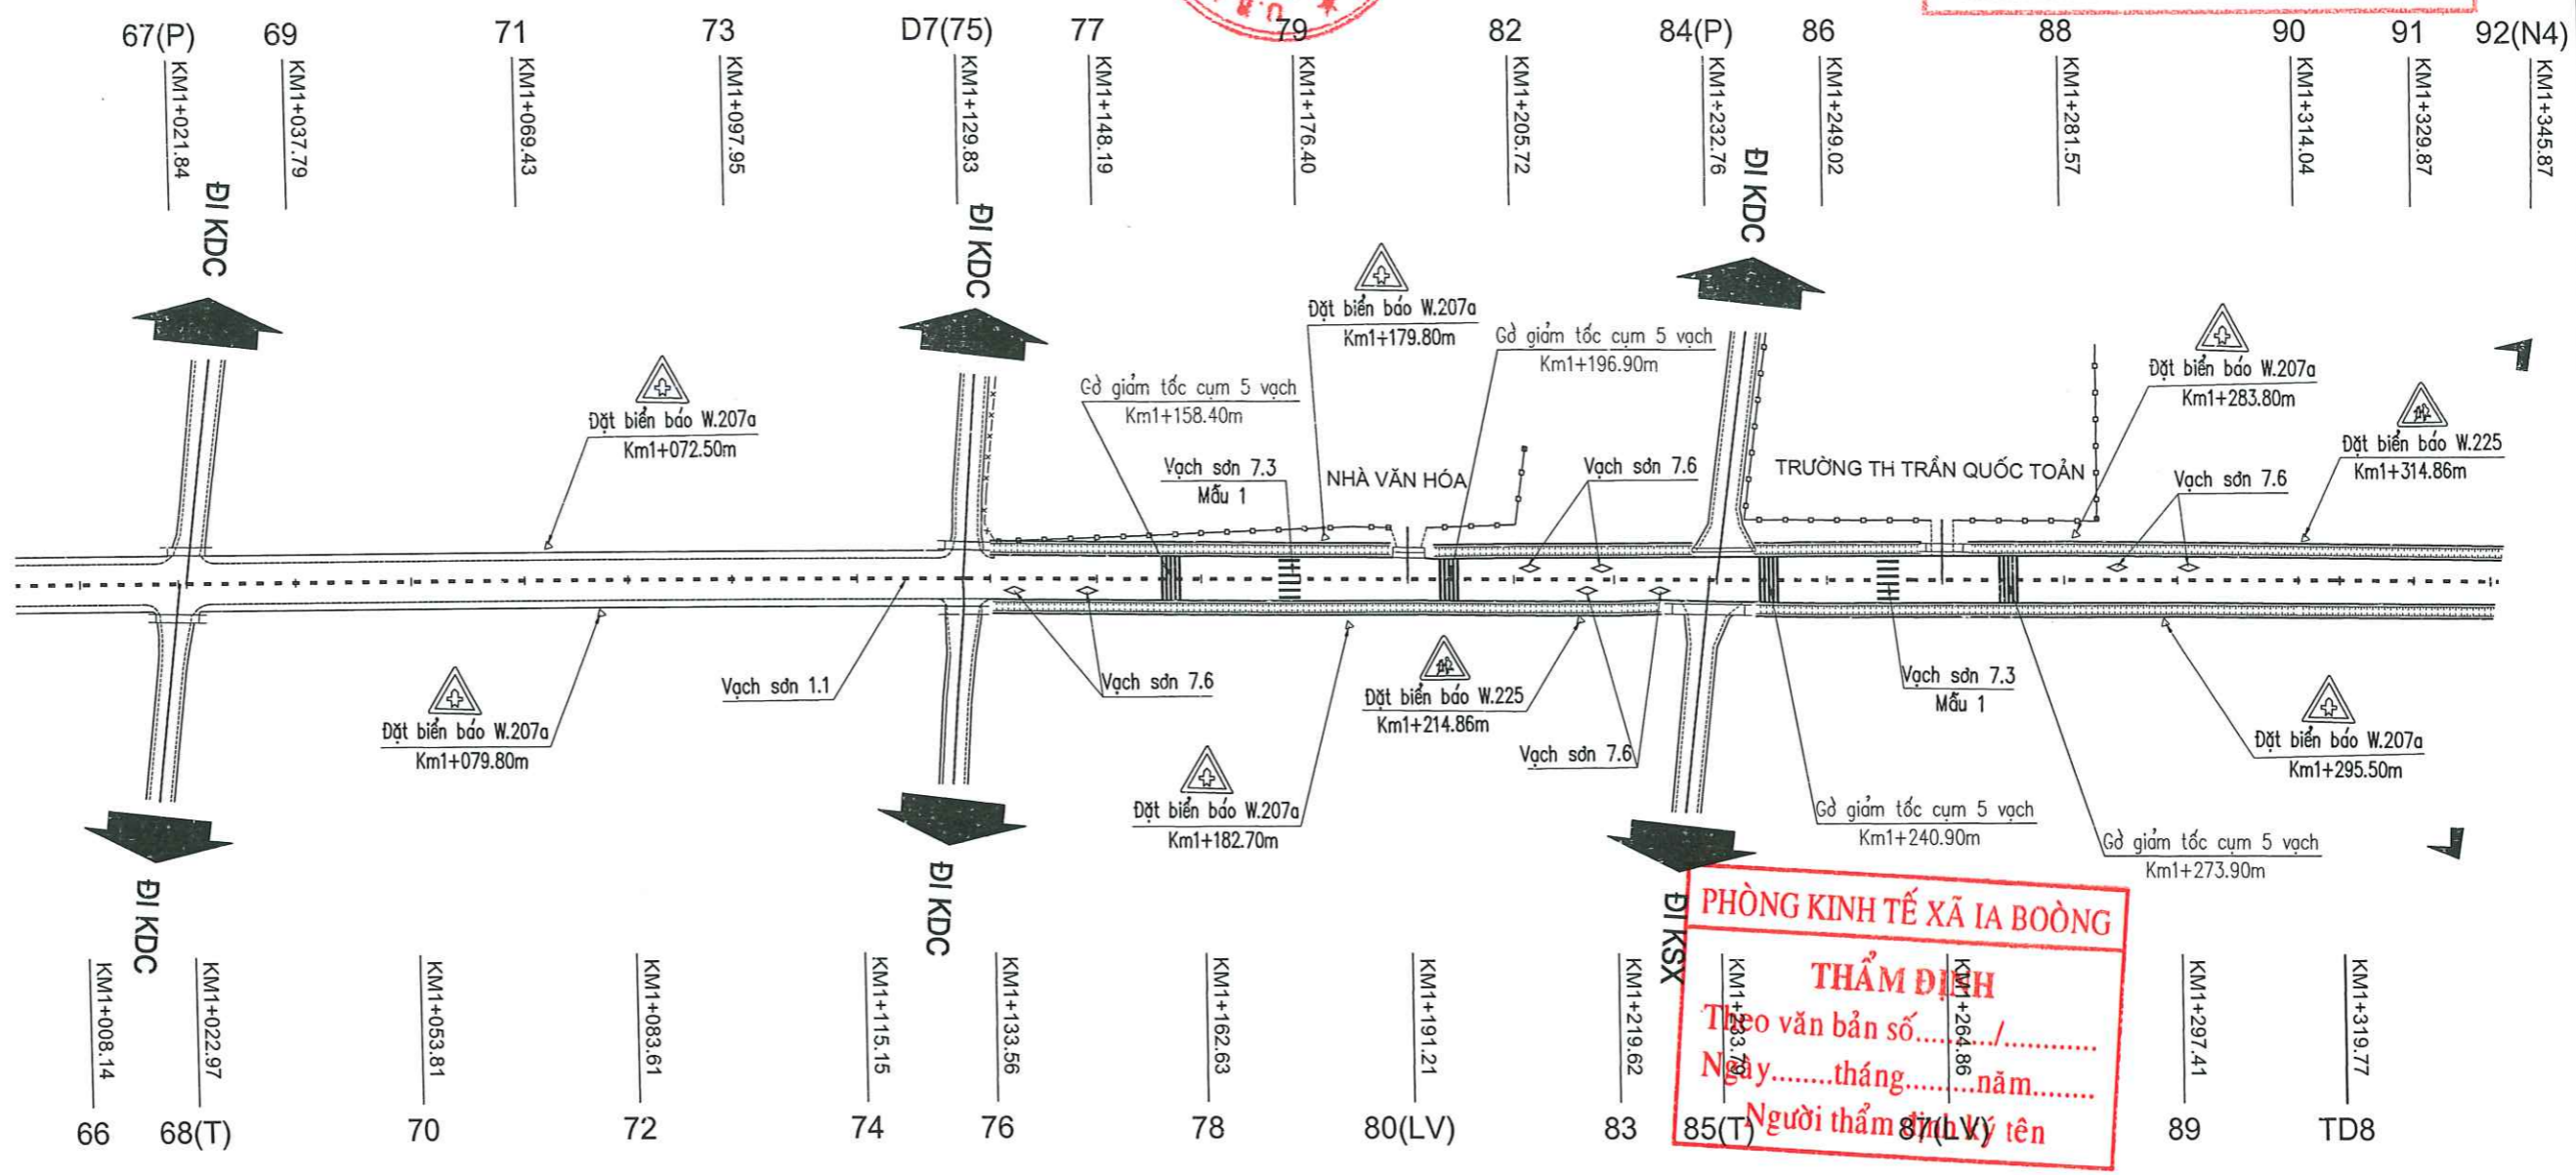 67(P) 69 71 73 D7(75) 77 79 82 84(P) 86 88 90 91 92(N4)
KM1+021.84
KM1+037.79
KM1+069.43
KM1+097.95
KM1+129.83
KM1+148.19
KM1+176.40
KM1+205.72
KM1+232.76
KM1+249.02
KM1+281.57
KM1+314.04
KM1+329.87
KM1+345.87
ĐI KDC
ĐI KDC
ĐI KDC
Đặt biển báo W.207a
Km1+072.50m
Đặt biển báo W.207a
Km1+179.80m
Gờ giảm tốc cụm 5 vạch
Km1+158.40m
Gờ giảm tốc cụm 5 vạch
Km1+196.90m
Vạch sơn 7.3
Mẫu 1
NHÀ VĂN HÓA
Vạch sơn 7.6
TRƯỜNG TH TRẦN QUỐC TOẢN
Đặt biển báo W.207a
Km1+283.80m
Đặt biển báo W.225
Km1+314.86m
Vạch sơn 7.6
Đặt biển báo W.207a
Km1+079.80m
Vạch sơn 1.1
Vạch sơn 7.6
Đặt biển báo W.207a
Km1+182.70m
Đặt biển báo W.225
Km1+214.86m
Vạch sơn 7.6
Vạch sơn 7.3
Mẫu 1
Gờ giảm tốc cụm 5 vạch
Km1+240.90m
Gờ giảm tốc cụm 5 vạch
Km1+273.90m
Đặt biển báo W.207a
Km1+295.50m
ĐI KDC
ĐI KDC
ĐI KSX
PHÒNG KINH TẾ XÃ IA BOÒNG
THẨM ĐỊNH
Theo văn bản số........../............
Ngày........tháng.........năm........
Người thẩm định ký tên
KM1+008.14
KM1+022.97
KM1+053.81
KM1+083.61
KM1+115.15
KM1+133.56
KM1+162.63
KM1+191.21
KM1+219.62
KM1+233.79
KM1+264.86
KM1+297.41
KM1+319.77
66 68(T) 70 72 74 76 78 80(LV) 83 85(T) 87(LV) 89 TD8